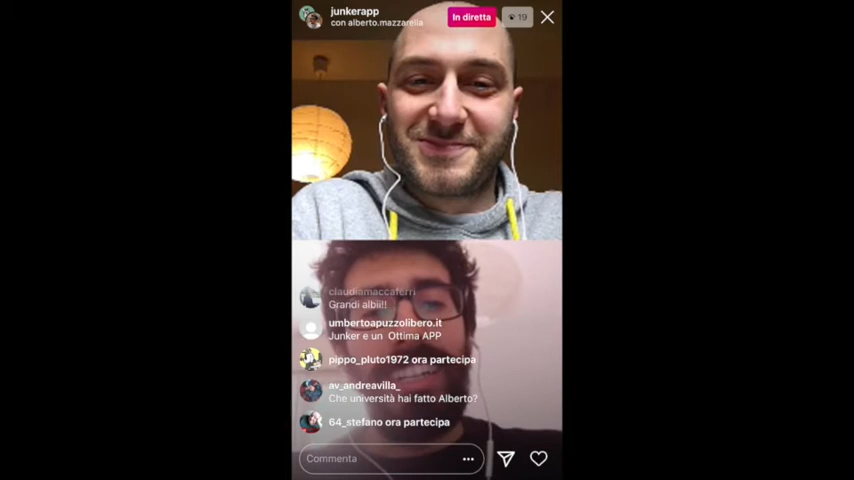 junkerapp
con alberto.mazzarella
In diretta
19
claudiamaccaferri
Grandi albii!!
umbertoapuzzolibero.it
Junker e un Ottima APP
pippo_pluto1972 ora partecipa
av_andreavilla_
Che università hai fatto Alberto?
64_stefano ora partecipa
Commenta